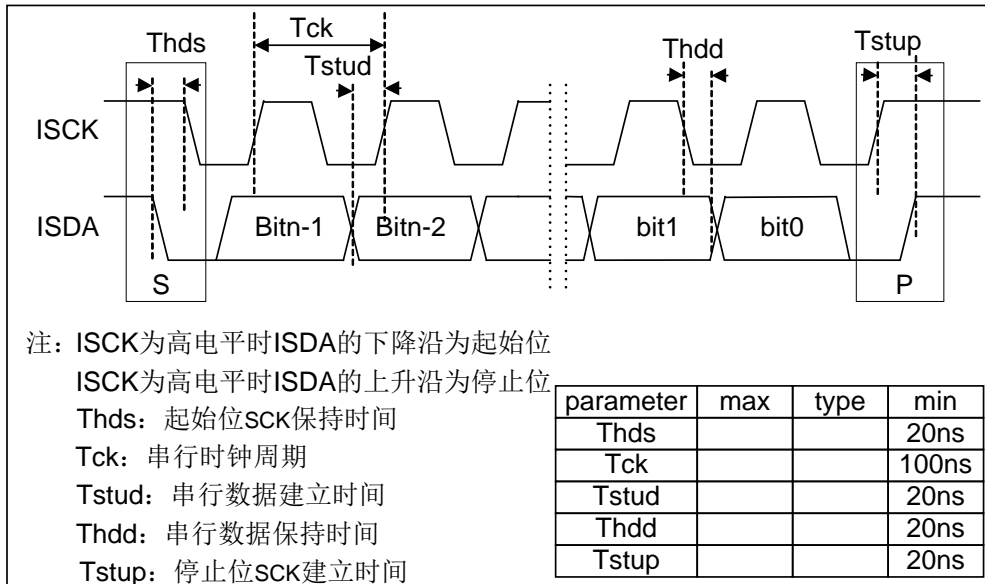 Tck
Thds
Thdd
Tstup
Tstud
ISCK
ISDA
Bitn-1
Bitn-2
bit1
bit0
S
P
注：ISCK为高电平时ISDA的下降沿为起始位
ISCK为高电平时ISDA的上升沿为停止位
Thds：起始位SCK保持时间
Tck：串行时钟周期
Tstud：串行数据建立时间
Thdd：串行数据保持时间
Tstup：停止位SCK建立时间
parameter max type min
Thds 20ns
Tck 100ns
Tstud 20ns
Thdd 20ns
Tstup 20ns